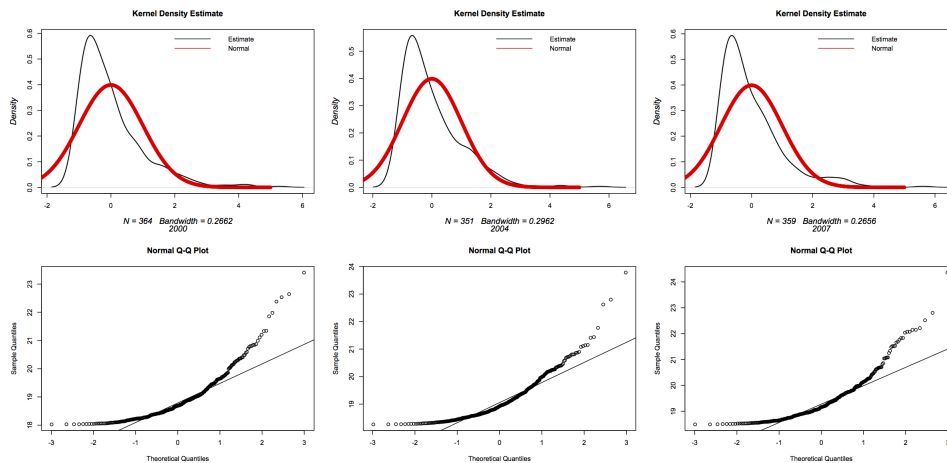 Kernel Density Estimate
Estimate
Normal
Density
0.0 0.1 0.2 0.3 0.4 0.5 0.6
-2 0 2 4 6
N = 364 Bandwidth = 0.2662
2000
Kernel Density Estimate
Estimate
Normal
Density
0.0 0.1 0.2 0.3 0.4 0.5
-2 0 2 4 6
N = 351 Bandwidth = 0.2962
2004
Kernel Density Estimate
Estimate
Normal
Density
0.0 0.1 0.2 0.3 0.4 0.5 0.6
-2 0 2 4 6
N = 359 Bandwidth = 0.2656
2007
Normal Q-Q Plot
Sample Quantiles
18 19 20 21 22 23
-3 -2 -1 0 1 2 3
Theoretical Quantiles
Normal Q-Q Plot
Sample Quantiles
19 20 21 22 23 24
-3 -2 -1 0 1 2 3
Theoretical Quantiles
Normal Q-Q Plot
Sample Quantiles
19 20 21 22 23 24
-3 -2 -1 0 1 2 3
Theoretical Quantiles